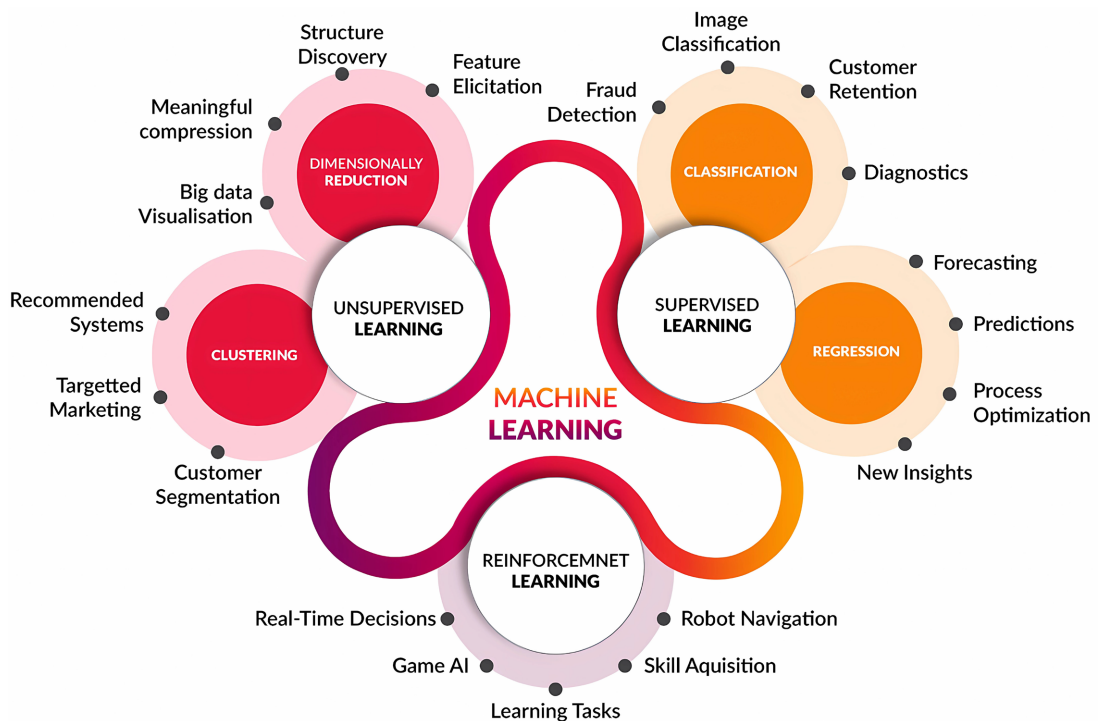 Structure
Discovery
Feature
Elicitation
Meaningful
compression
Big data
Visualisation
DIMENSIONALLY
REDUCTION
Recommended
Systems
Targetted
Marketing
Customer
Segmentation
CLUSTERING
UNSUPERVISED
LEARNING
Image
Classification
Fraud
Detection
Customer
Retention
Diagnostics
CLASSIFICATION
SUPERVISED
LEARNING
Forecasting
Predictions
Process
Optimization
New Insights
REGRESSION
MACHINE
LEARNING
REINFORCEMNET
LEARNING
Real-Time Decisions
Game AI
Learning Tasks
Skill Aquisition
Robot Navigation